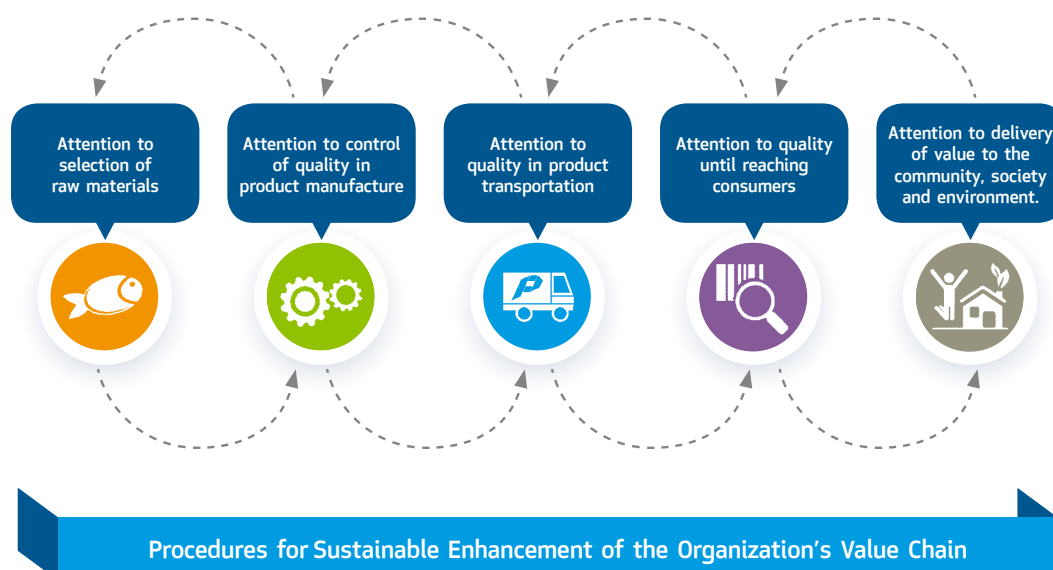 Attention to
selection of
raw materials
Attention to control
of quality in
product manufacture
Attention to
quality in product
transportation
Attention to quality
until reaching
consumers
Attention to delivery
of value to the
community, society
and environment.
Procedures for Sustainable Enhancement of the Organization's Value Chain